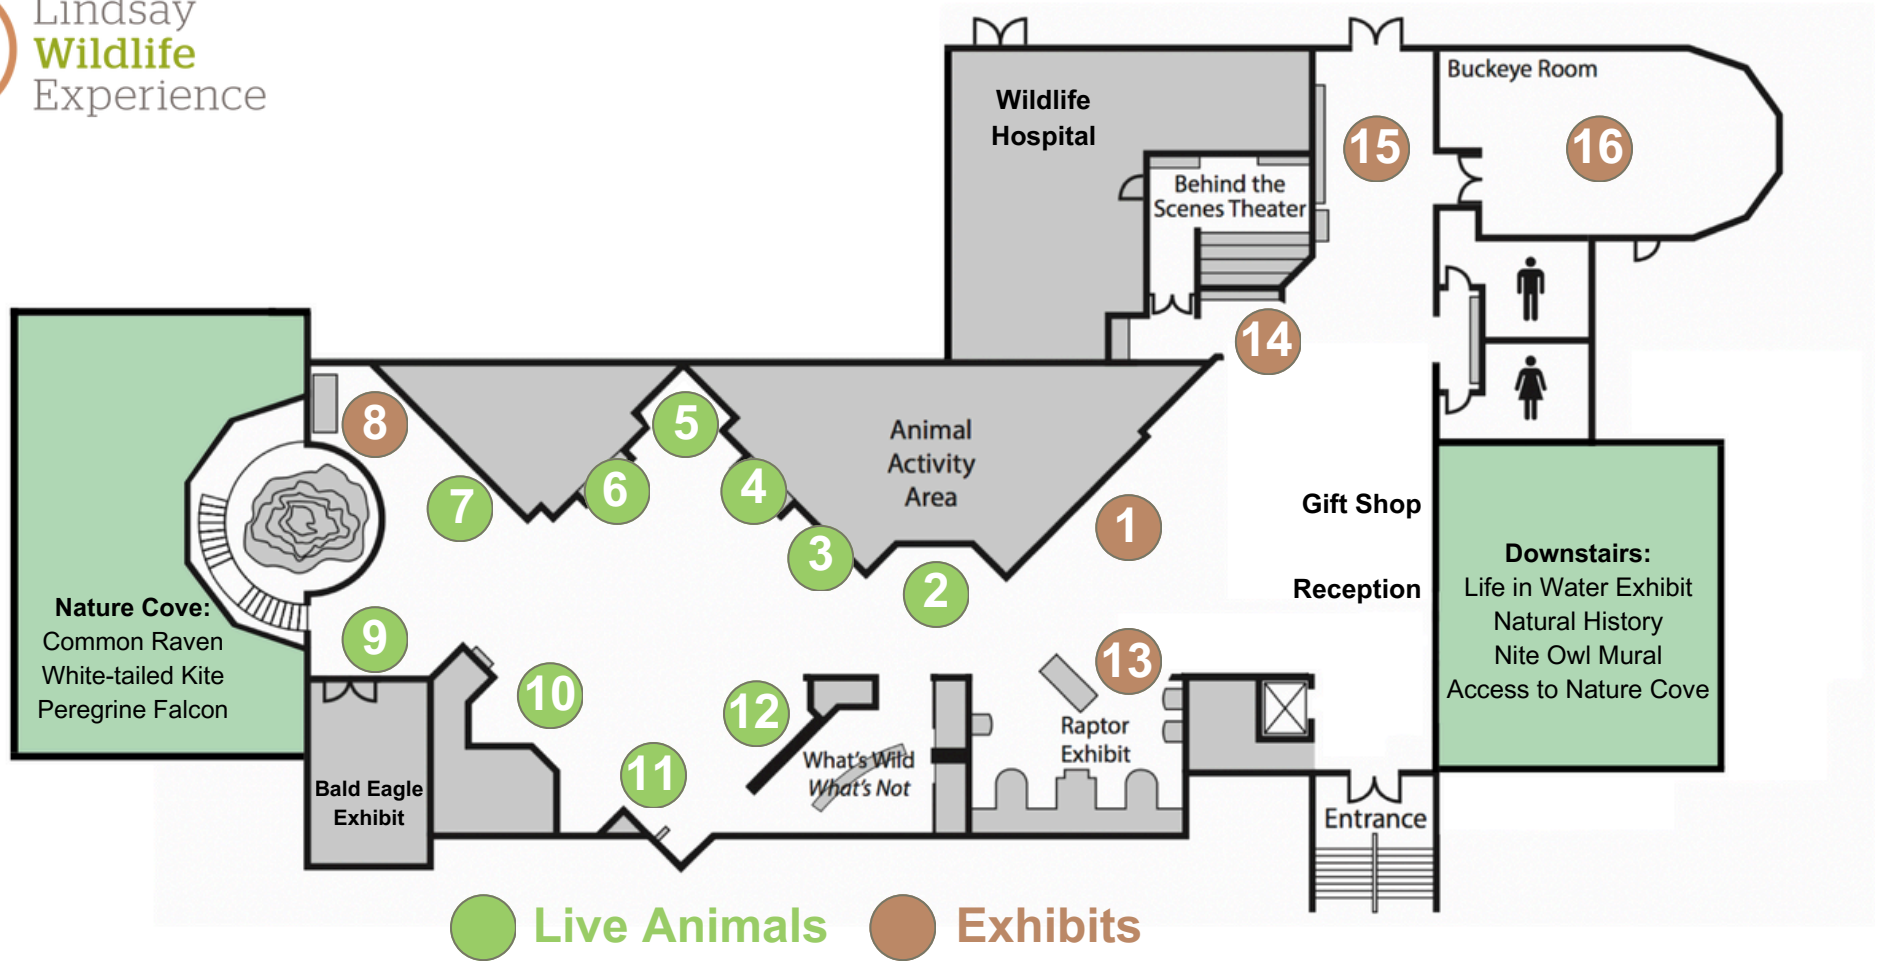 Lindsay
Wildlife
Experience
Buckeye Room
Wildlife
Hospital
15
16
Behind the
Scenes Theater
14
8
5
Animal
Activity
Area
7
6
4
3
2
1
Gift Shop
Reception
Downstairs:
Life in Water Exhibit
Natural History
Nite Owl Mural
Access to Nature Cove
Nature Cove:
Common Raven
White-tailed Kite
Peregrine Falcon
9
10
12
13
Raptor
Exhibit
What's Wild
What's Not
11
Bald Eagle
Exhibit
Entrance
Live Animals
Exhibits